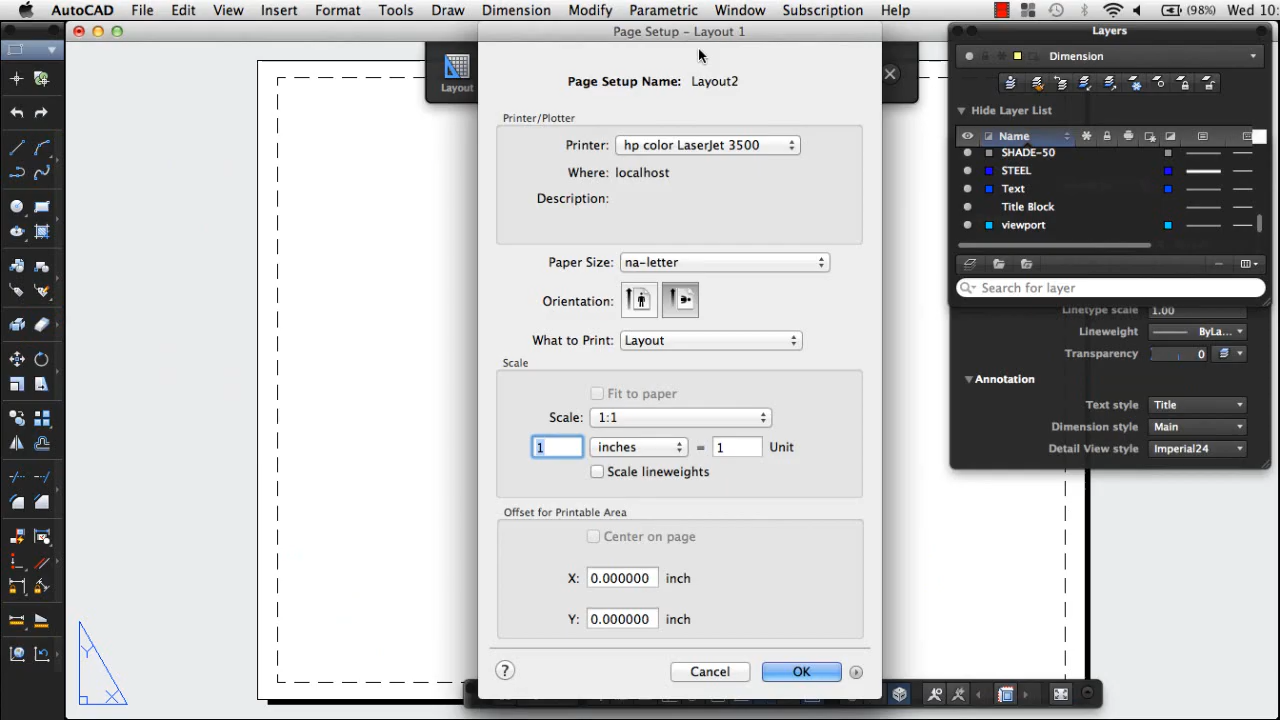 AutoCAD File Edit View Insert Format Tools Draw Dimension Modify Parametric Window Subscription Help (98%) Wed 10:
Page Setup – Layout 1
Layers
Layout
Dimension
Page Setup Name: Layout2
Hide Layer List
Printer/Plotter
Name
Printer: hp color LaserJet 3500
SHADE-50
Where: localhost
STEEL
Description:
Text
Title Block
viewport
Paper Size: na-letter
Search for layer
Orientation:
Linetype scale 1.00
Lineweight ByLa...
What to Print: Layout
Transparency 0
Scale
Annotation
Fit to paper
Text style Title
Scale: 1:1
Dimension style Main
1 inches = 1 Unit
Detail View style Imperial24
Scale lineweights
Offset for Printable Area
Center on page
X: 0.000000 inch
Y: 0.000000 inch
? Cancel OK
Y
X